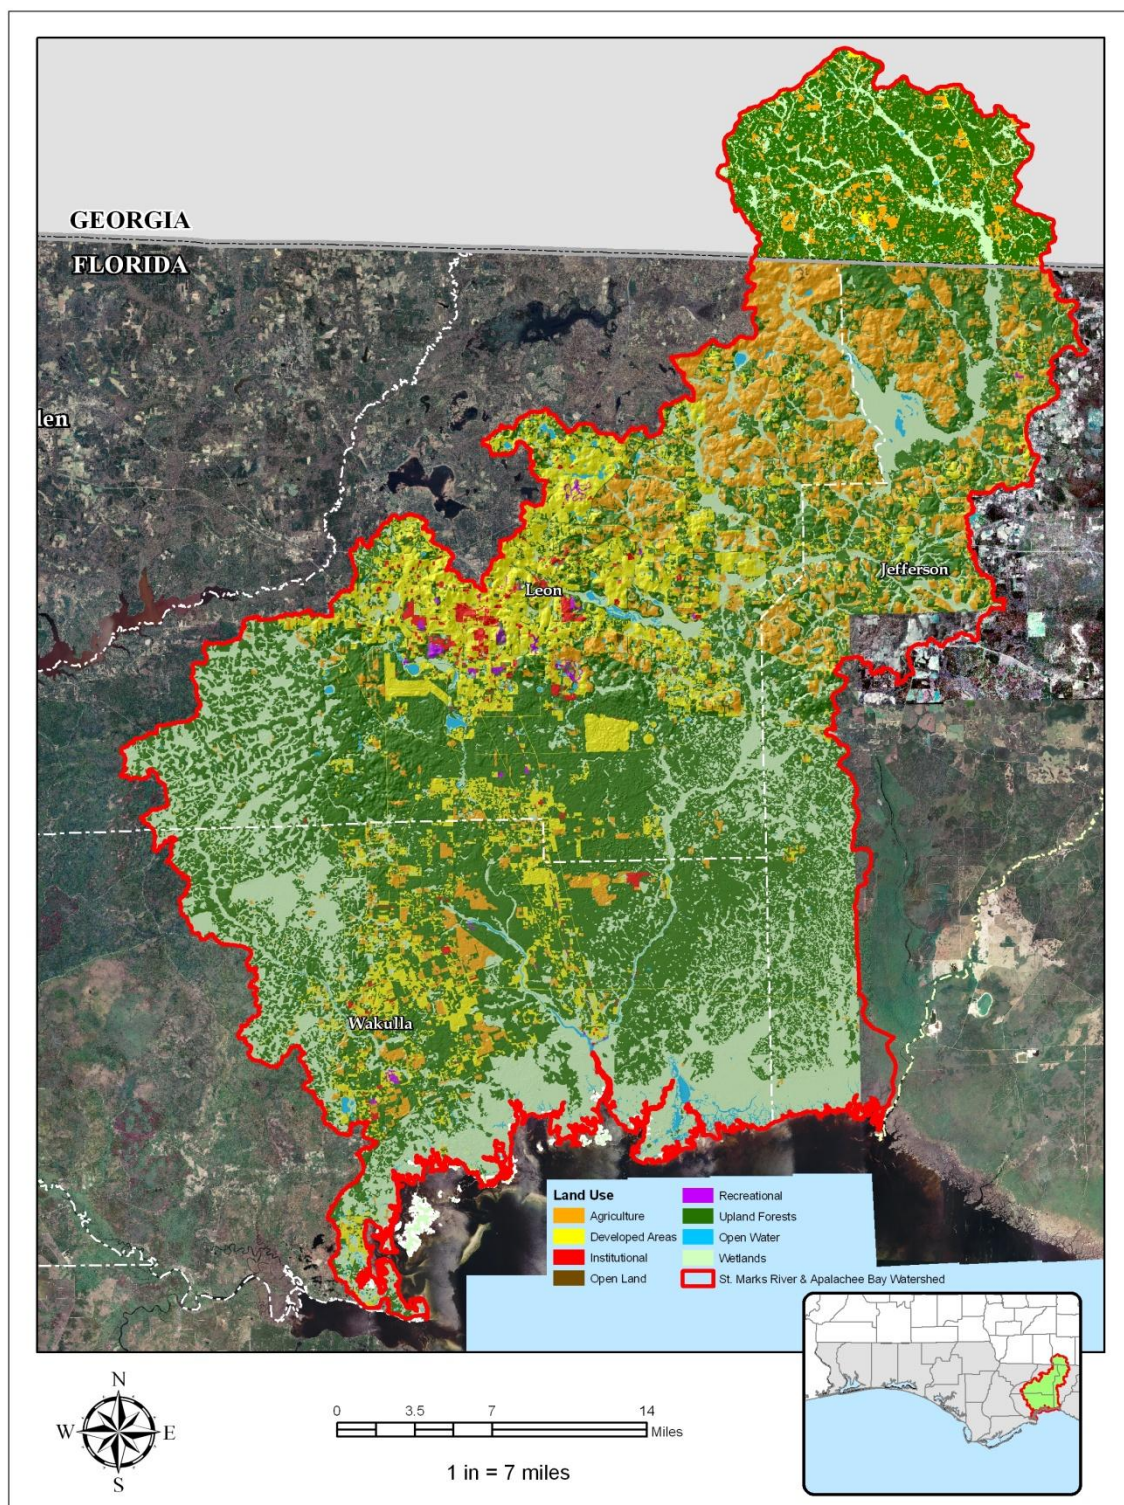 GEORGIA
FLORIDA
Leon
Jefferson
Wakulla
Land Use
Agriculture
Developed Areas
Institutional
Open Land
Recreational
Upland Forests
Open Water
Wetlands
St. Marks River & Apalachee Bay Watershed
N
W
E
S
0
3.5
7
14
Miles
1 in = 7 miles